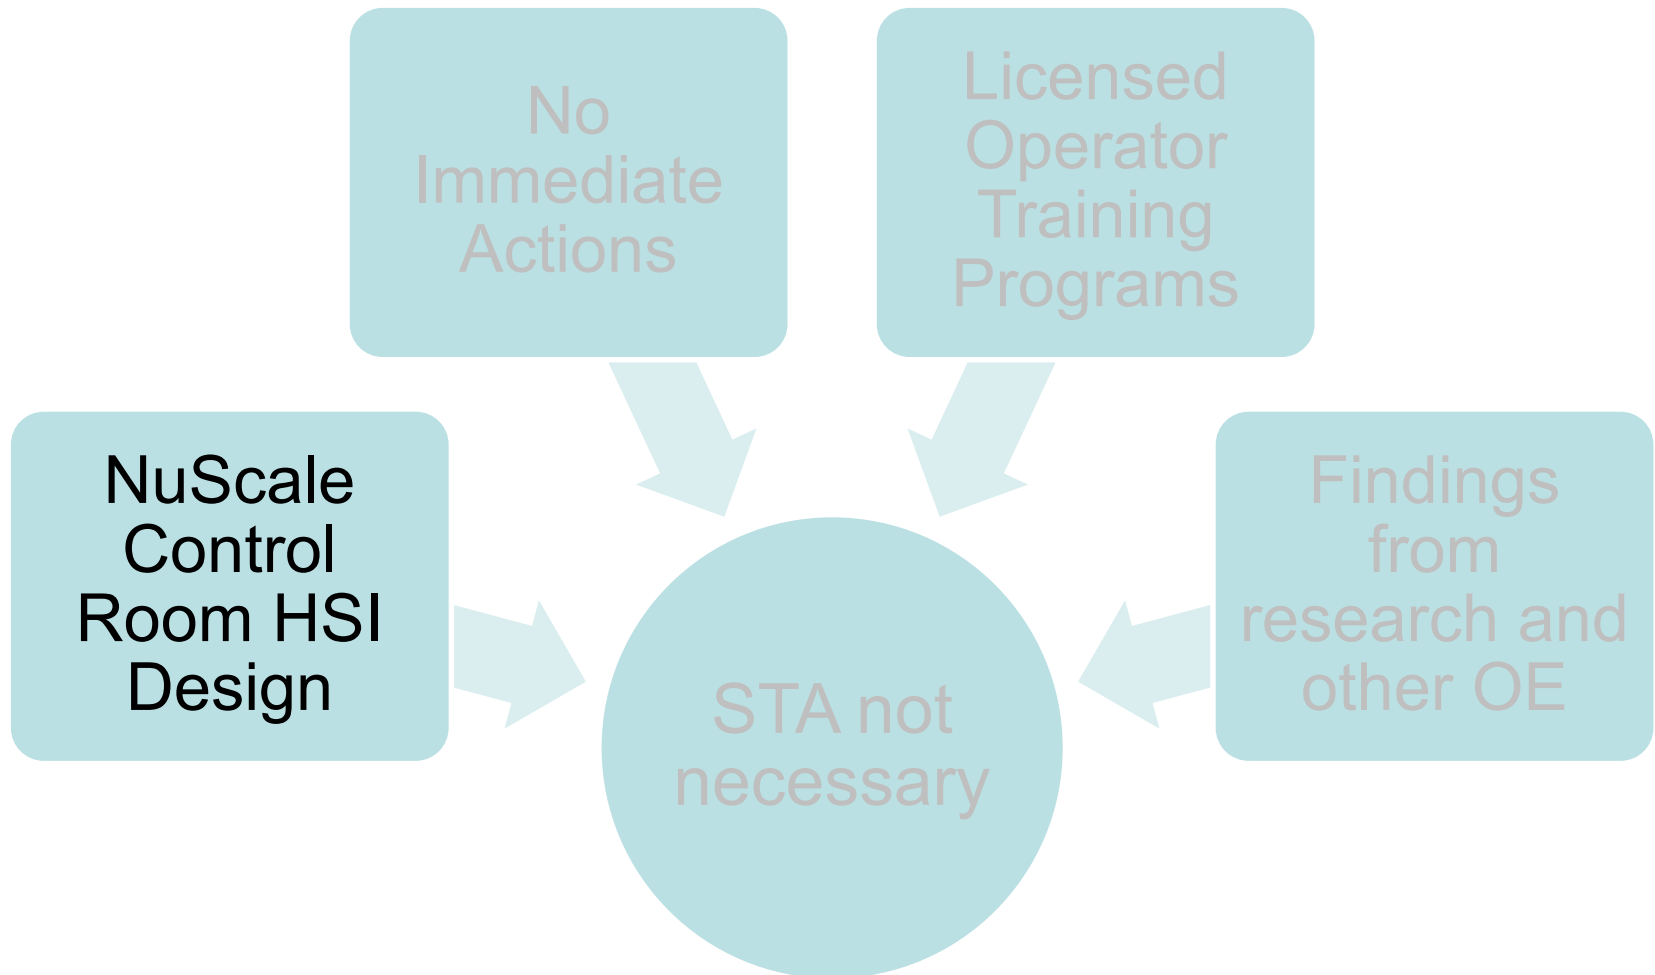 No
Immediate
Actions
Licensed
Operator
Training
Programs
NuScale
Control
Room HSI
Design
Findings
from
research and
other OE
STA not
necessary